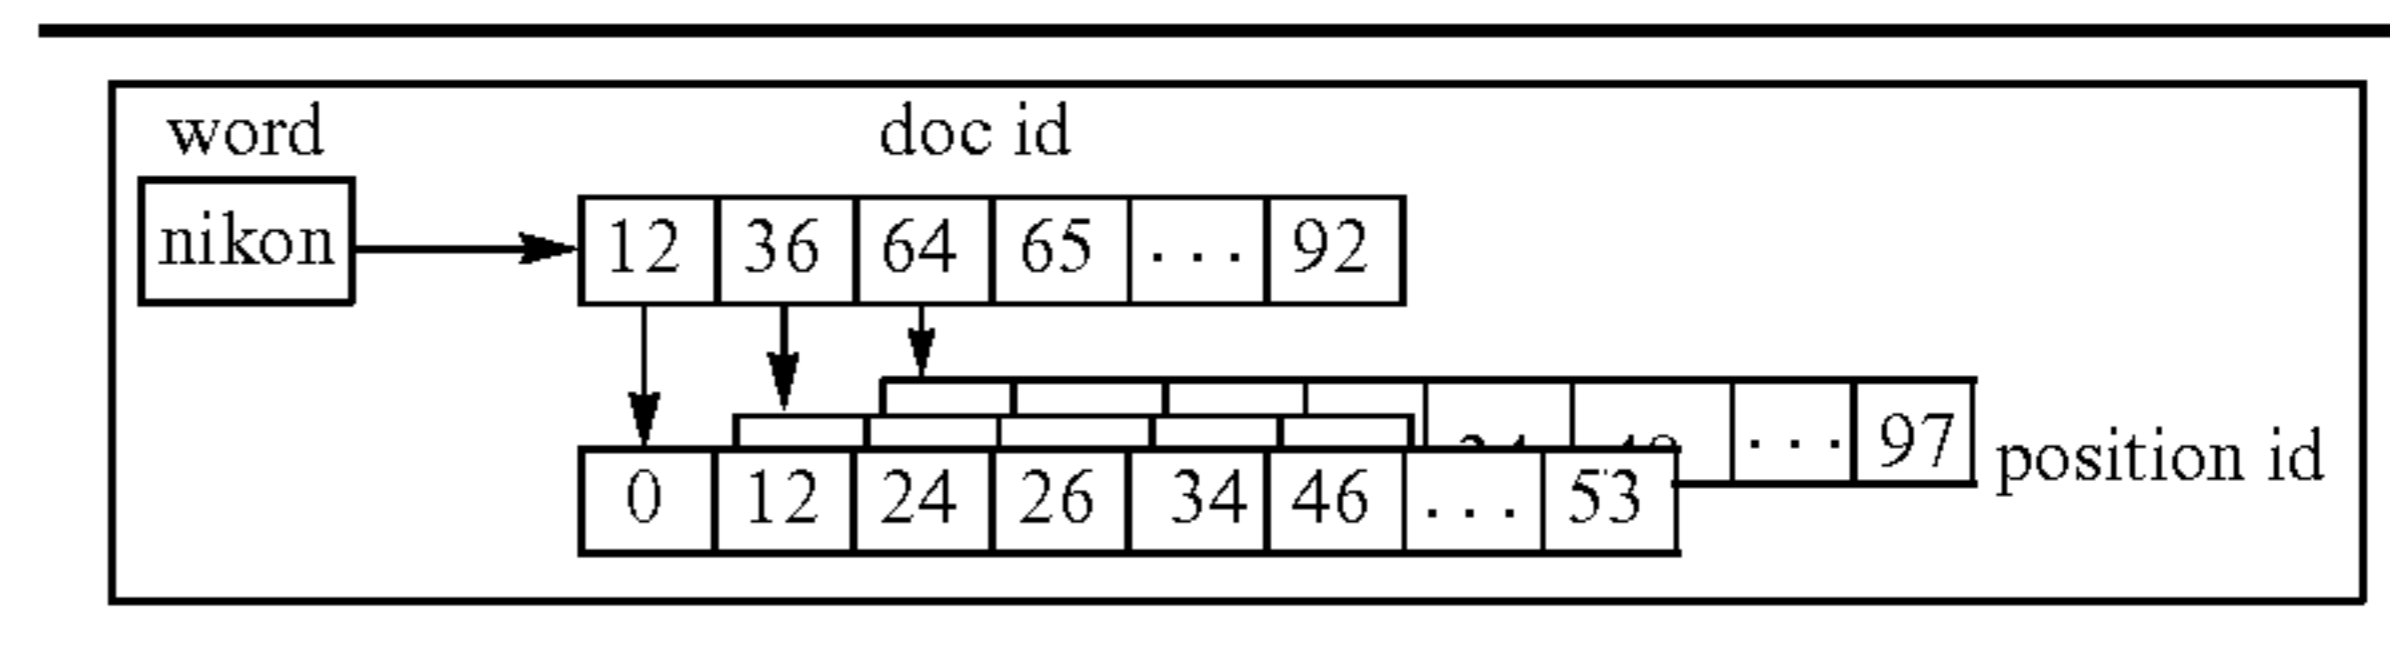 word doc id
nikon 12 36 64 65 ... 92
... 97 position id
0 12 24 26 34 46 ... 53